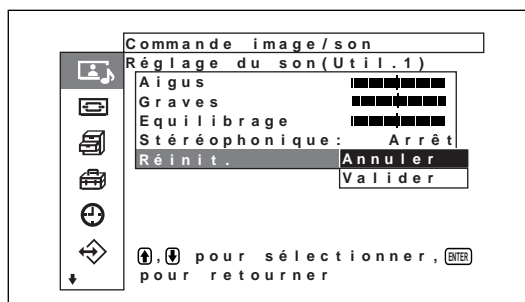 Commande image/son
Réglage du son(Util.1)
Aigus
Graves
Equilibrage
Stéréophonique: Arrêt
Réinit. Annuler
Valider
, pour sélectionner, ENTER
pour retourner